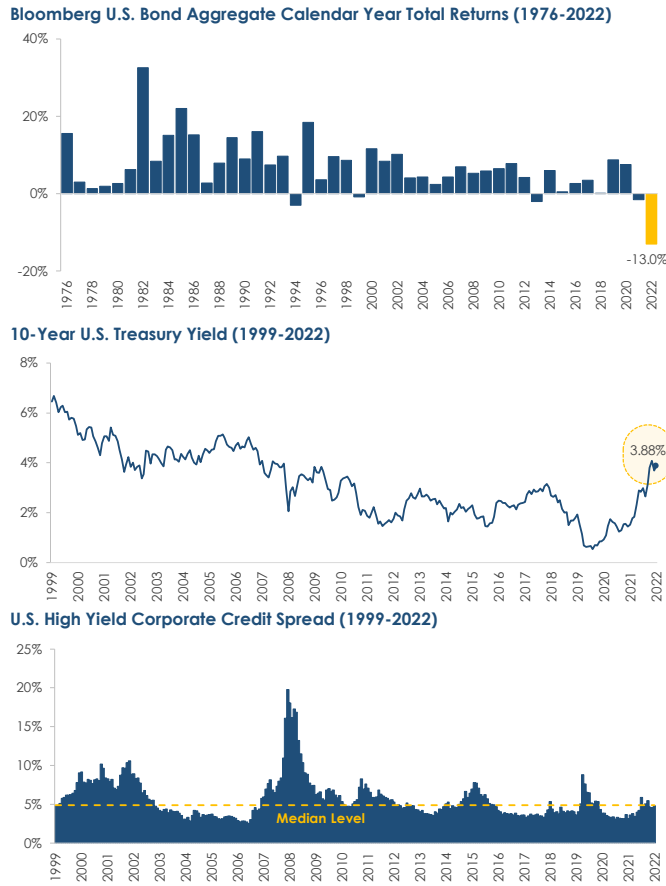 Bloomberg U.S. Bond Aggregate Calendar Year Total Returns (1976-2022)
40%
20%
0%
-20%
-13.0%
1976 1978 1980 1982 1984 1986 1988 1990 1992 1994 1996 1998 2000 2002 2004 2006 2008 2010 2012 2014 2016 2018 2020 2022
10-Year U.S. Treasury Yield (1999-2022)
8%
6%
4%
2%
0%
3.88%
1999 2000 2001 2002 2003 2004 2005 2006 2007 2008 2009 2010 2011 2012 2013 2014 2015 2016 2017 2018 2019 2020 2021 2022
U.S. High Yield Corporate Credit Spread (1999-2022)
25%
20%
15%
10%
5%
0%
Median Level
1999 2000 2001 2002 2003 2004 2005 2006 2007 2008 2009 2010 2011 2012 2013 2014 2015 2016 2017 2018 2019 2020 2021 2022